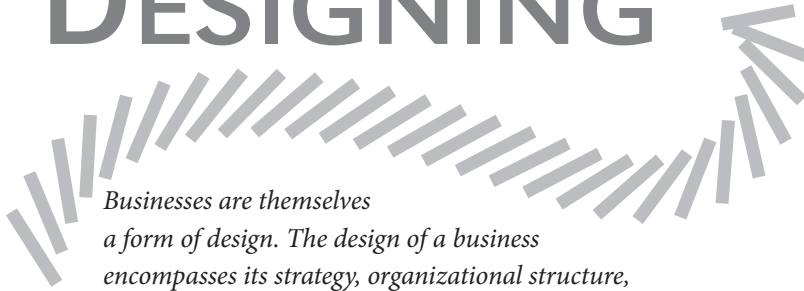 DESIGNING
Businesses are themselves
a form of design. The design of a business
encompasses its strategy, organizational structure,